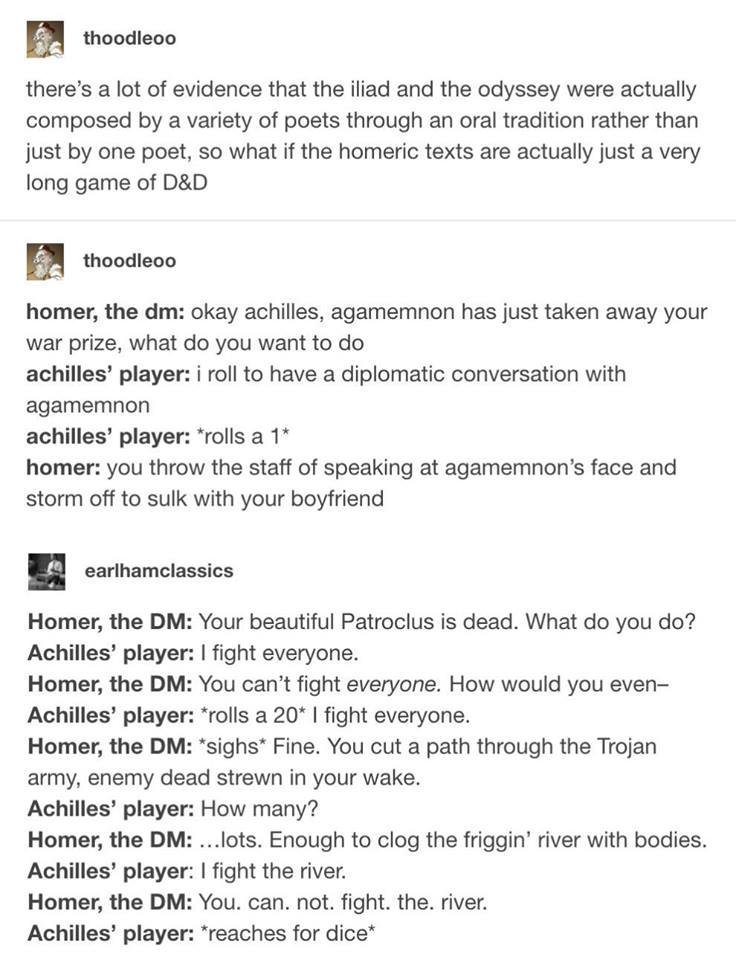 thoodleoo
there’s a lot of evidence that the iliad and the odyssey were actually
composed by a variety of poets through an oral tradition rather than
just by one poet, so what if the homeric texts are actually just a very
long game of D&D
thoodleoo
homer, the dm: okay achilles, agamemnon has just taken away your
war prize, what do you want to do
achilles’ player: i roll to have a diplomatic conversation with
agamemnon
achilles’ player: *rolls a 1*
homer: you throw the staff of speaking at agamemnon’s face and
storm off to sulk with your boyfriend
earlhamclassics
Homer, the DM: Your beautiful Patroclus is dead. What do you do?
Achilles’ player: I fight everyone.
Homer, the DM: You can’t fight everyone. How would you even–
Achilles’ player: *rolls a 20* I fight everyone.
Homer, the DM: *sighs* Fine. You cut a path through the Trojan
army, enemy dead strewn in your wake.
Achilles’ player: How many?
Homer, the DM: …lots. Enough to clog the friggin’ river with bodies.
Achilles’ player: I fight the river.
Homer, the DM: You. can. not. fight. the. river.
Achilles’ player: *reaches for dice*